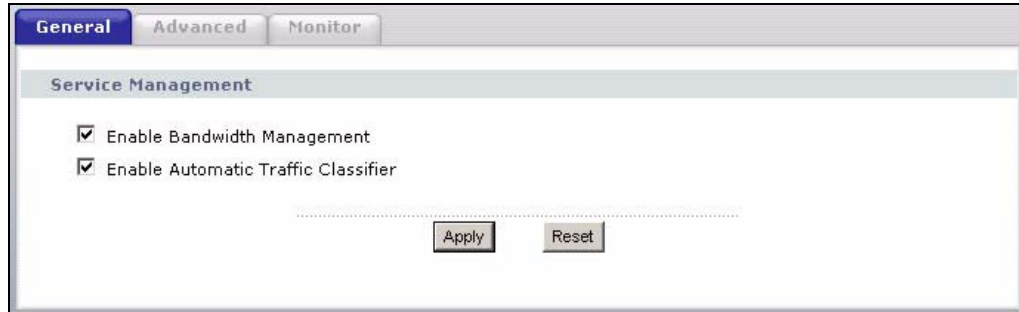 General Advanced Monitor
Service Management
Enable Bandwidth Management
Enable Automatic Traffic Classifier
Apply Reset